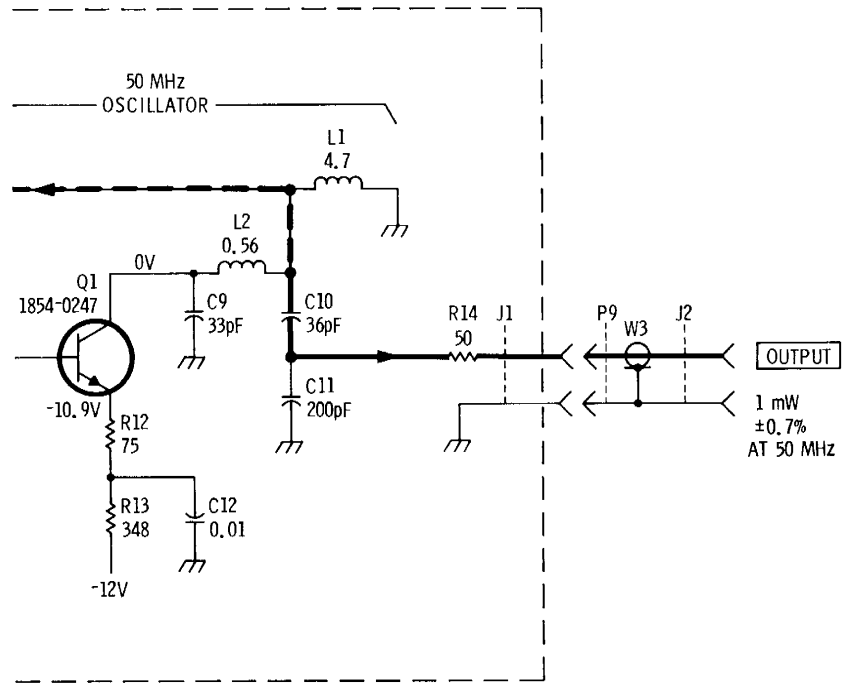 50 MHz
OSCILLATOR
L1
4.7
L2
0.56
0V
Q1
1854-0247
C9
33pF
C10
36pF
R14
50
J1
P9
W3
J2
OUTPUT
-10.9V
C11
200pF
1 mW
±0.7%
AT 50 MHz
R12
75
R13
348
C12
0.01
-12V